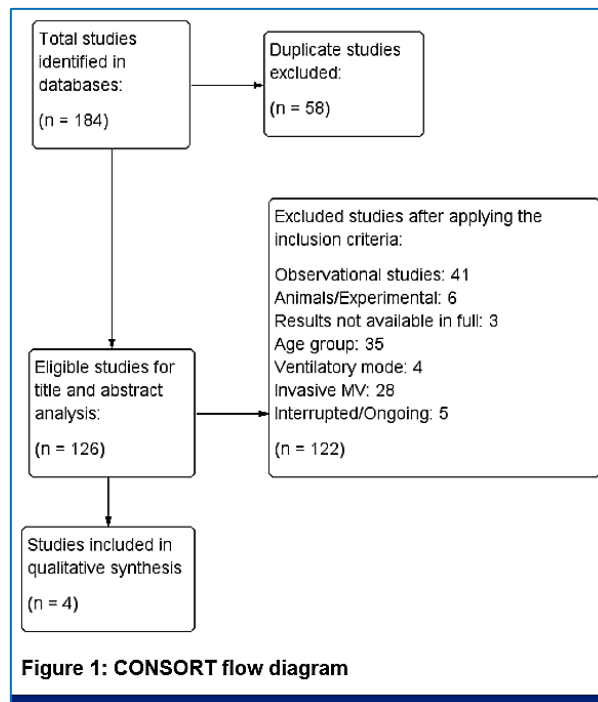 Total studies
identified in
databases:
(n = 184)
Duplicate studies
excluded:
(n = 58)
Excluded studies after applying the
inclusion criteria:
Observational studies: 41
Animals/Experimental: 6
Results not available in full: 3
Age group: 35
Ventilatory mode: 4
Invasive MV: 28
Interrupted/Ongoing: 5
(n = 122)
Eligible studies for
title and abstract
analysis:
(n = 126)
Studies included in
qualitative synthesis
(n = 4)
Figure 1: CONSORT flow diagram